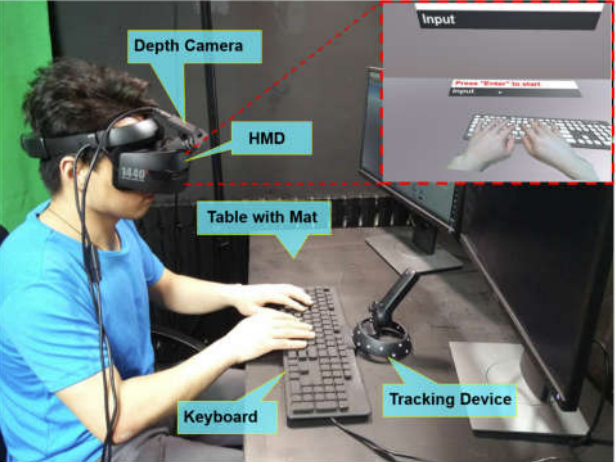 Input
Press "Enter" to start
Input
Depth Camera
HMD
1440
Table with Mat
Keyboard
Tracking Device